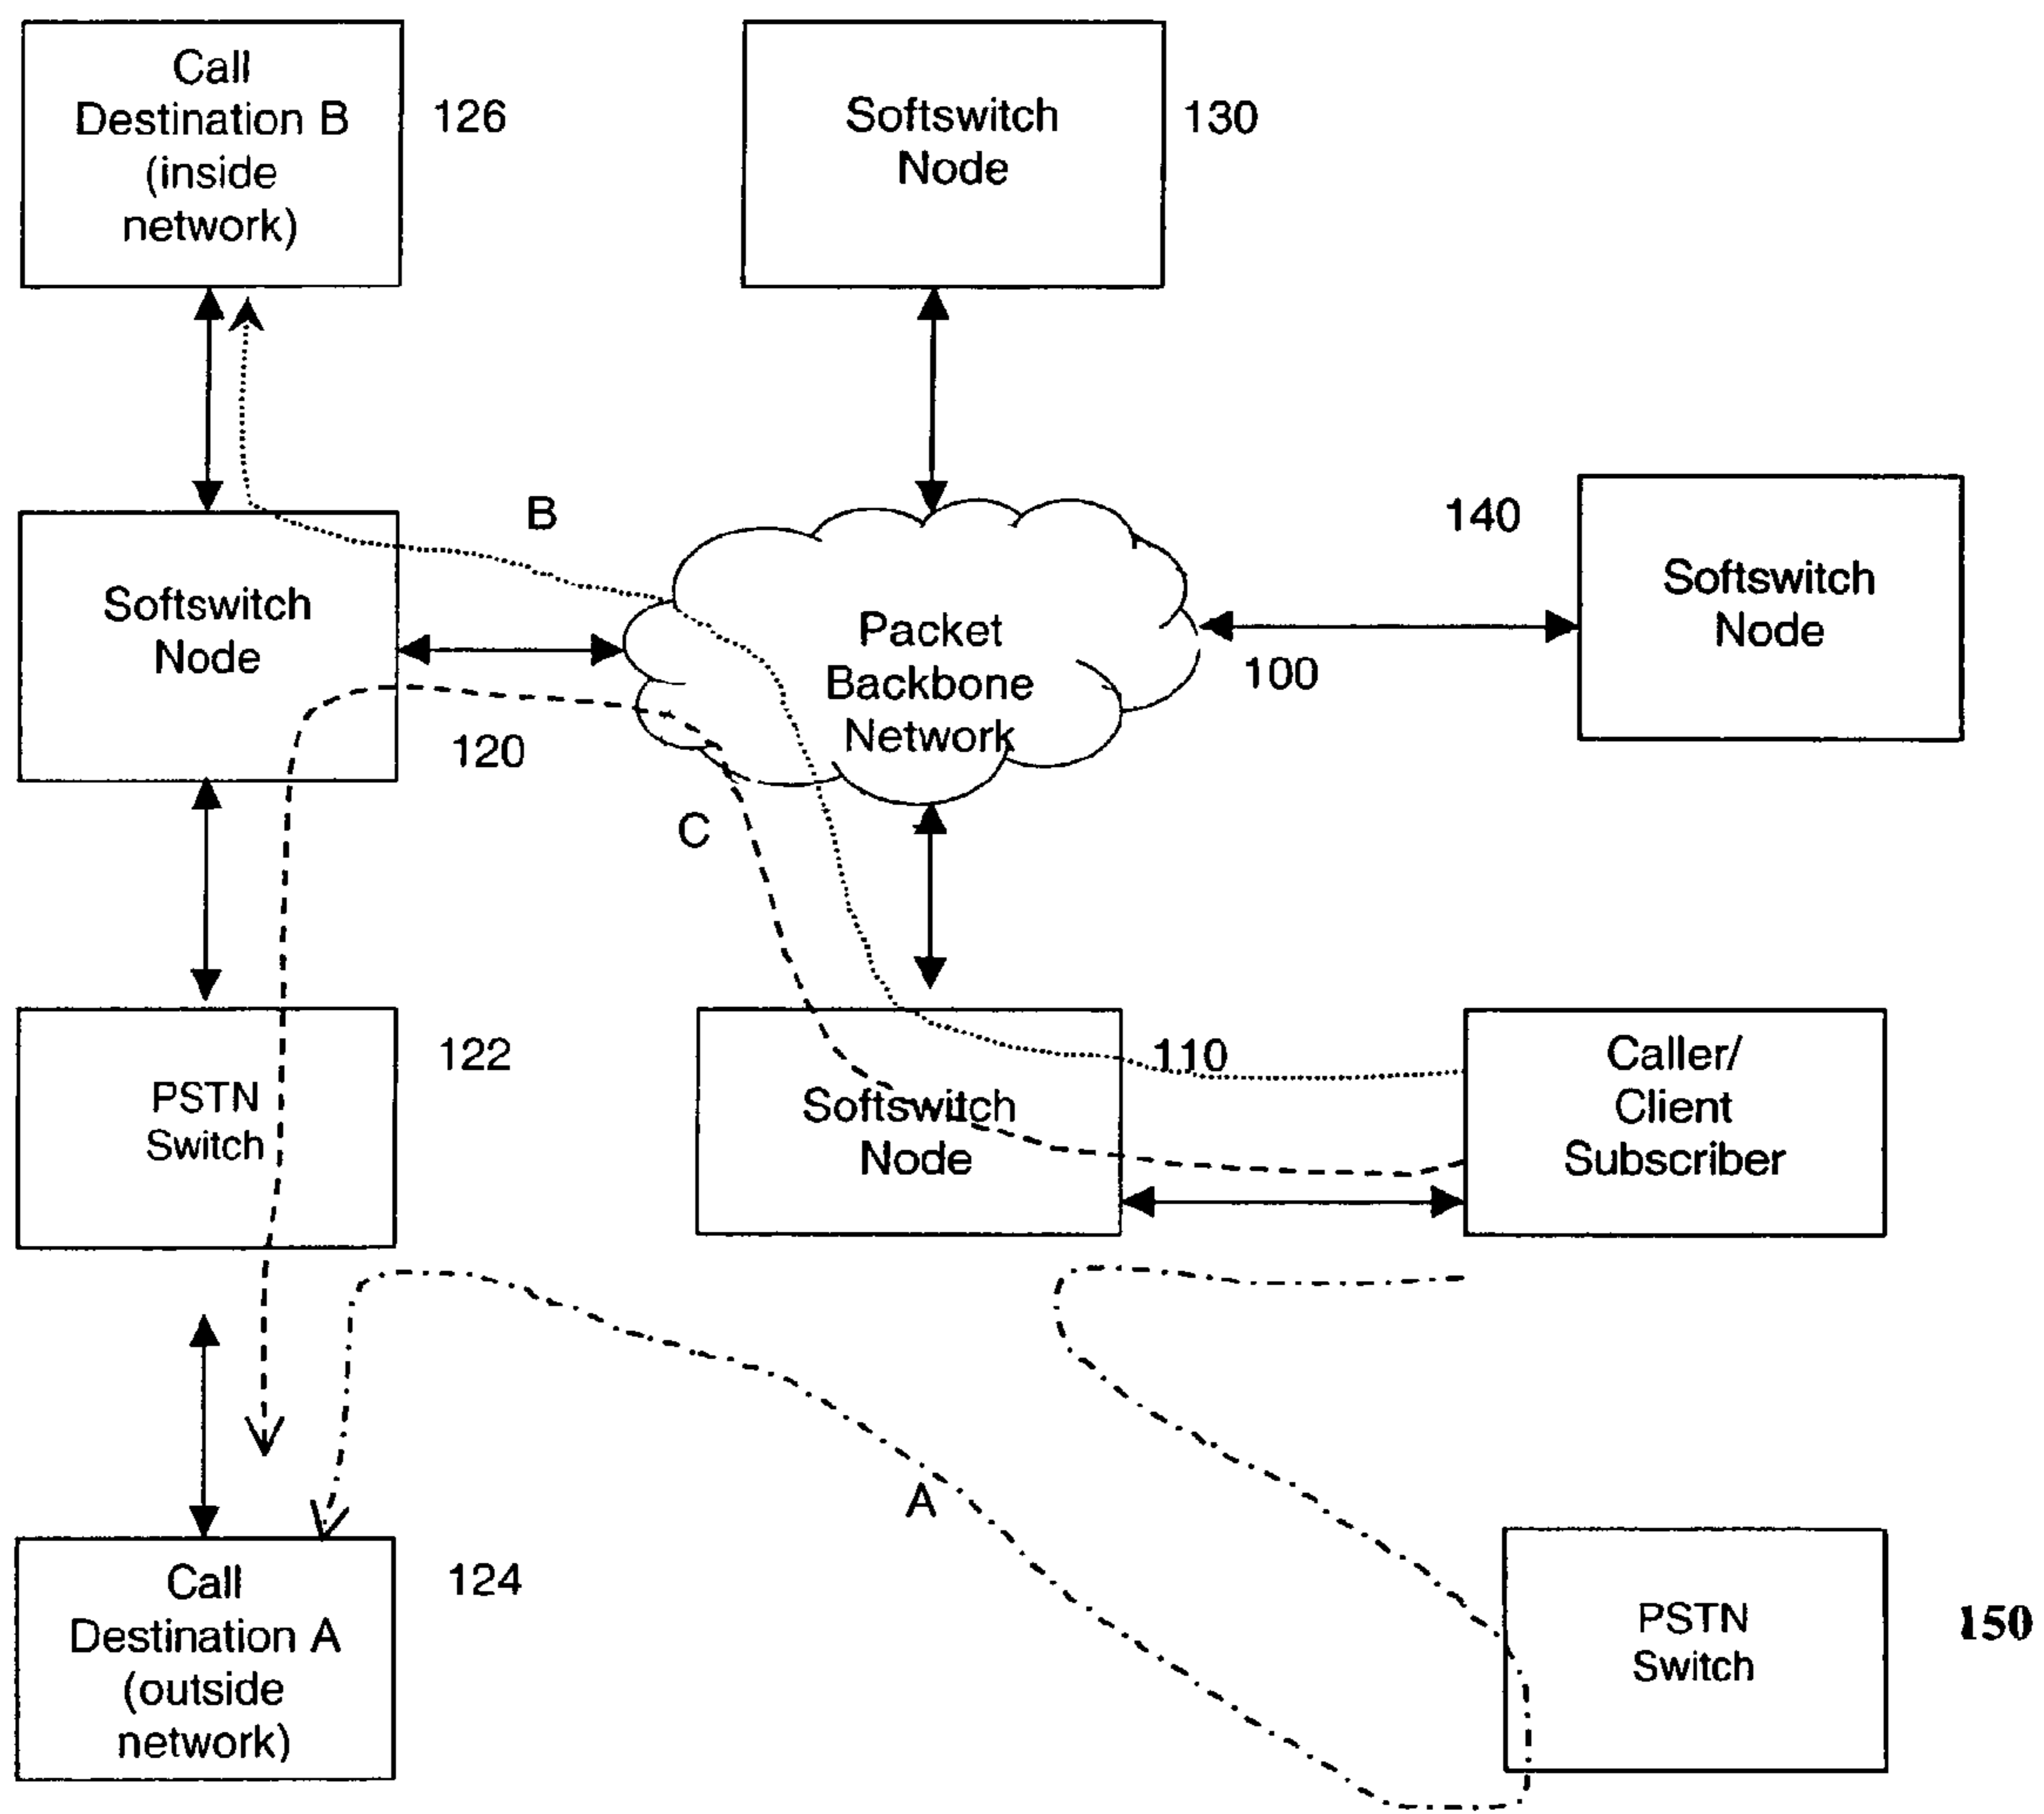 Call
Destination B
(inside
network)
126
Softswitch
Node
130
B
140
Softswitch
Node
Softswitch
Node
120
Packet
Backbone
Network
100
C
PSTN
Switch
122
110
Softswitch
Node
Caller/
Client
Subscriber
A
Call
Destination A
(outside
network)
124
PSTN
Switch
150